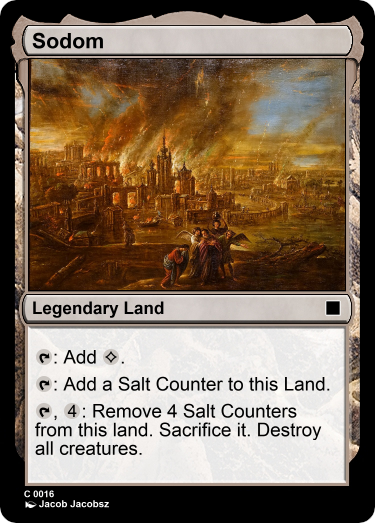 Sodom
Legendary Land
: Add .
: Add a Salt Counter to this Land.
, 4: Remove 4 Salt Counters
from this land. Sacrifice it. Destroy
all creatures.
C 0016
Jacob Jacobsz